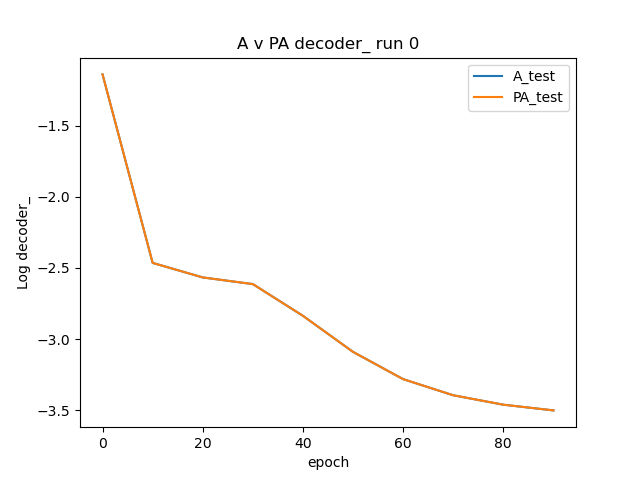 A v PA decoder_ run 0
A_test
PA_test
Log decoder_
−1.5
−2.0
−2.5
−3.0
−3.5
0
20
40
60
80
epoch